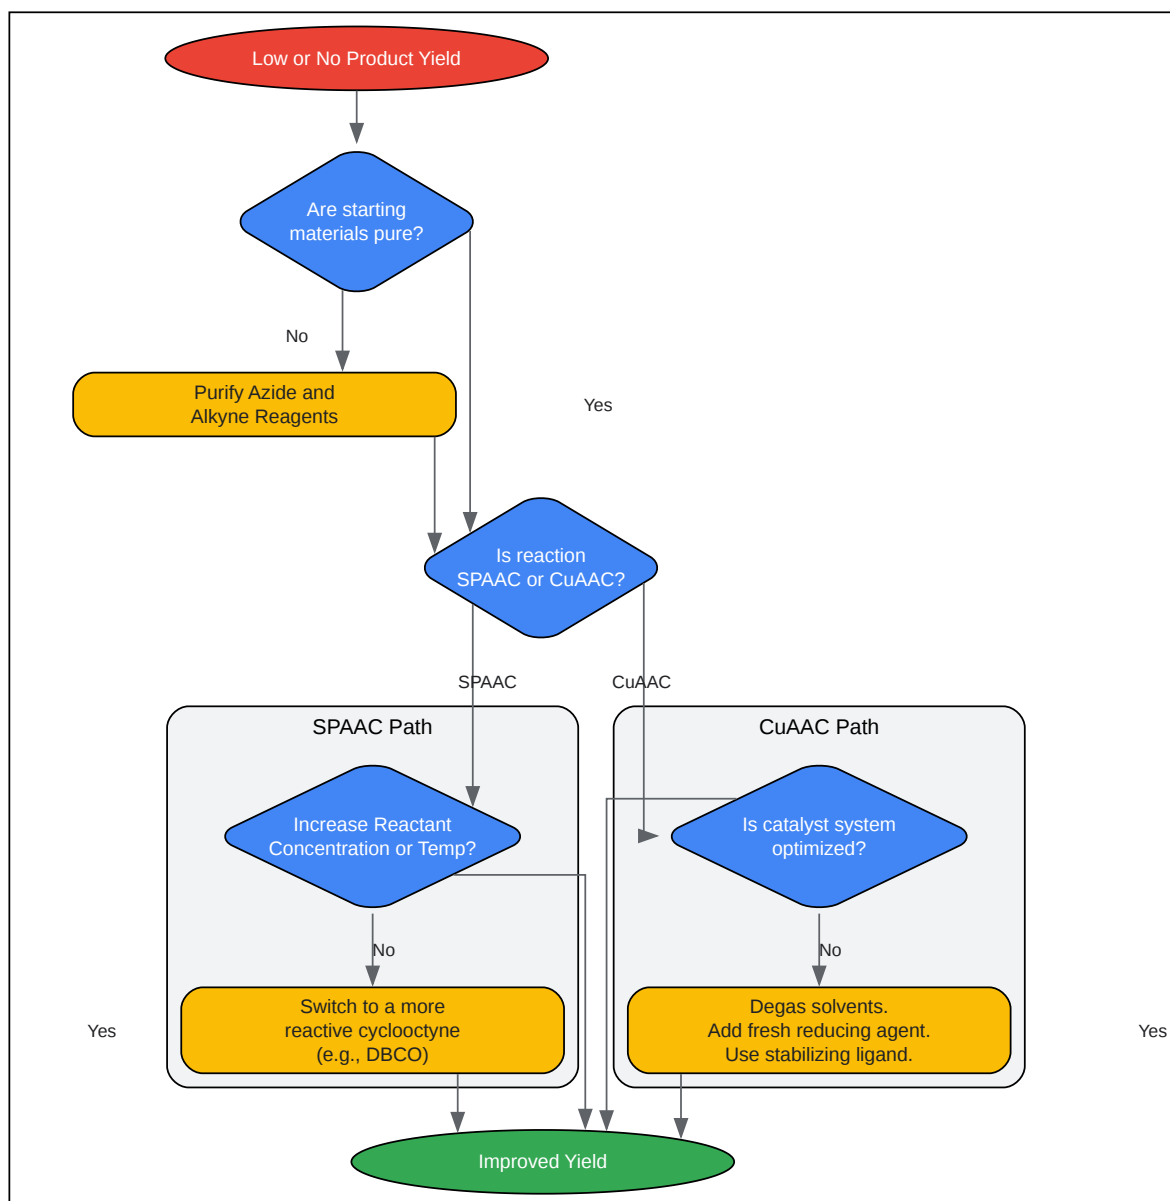 Low or No Product Yield
Are starting
materials pure?
No
Purify Azide and
Alkyne Reagents
Yes
Is reaction
SPAAC or CuAAC?
SPAAC
CuAAC
SPAAC Path
CuAAC Path
Increase Reactant
Concentration or Temp?
Is catalyst system
optimized?
No
No
Switch to a more
reactive cyclooctyne
(e.g., DBCO)
Degas solvents.
Add fresh reducing agent.
Use stabilizing ligand.
Yes
Yes
Improved Yield